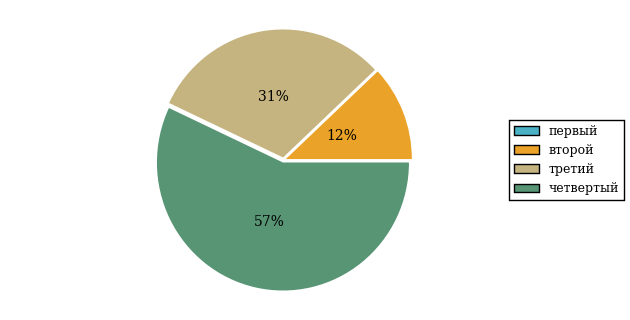 31%
12%
57%
первый
второй
третий
четвертый